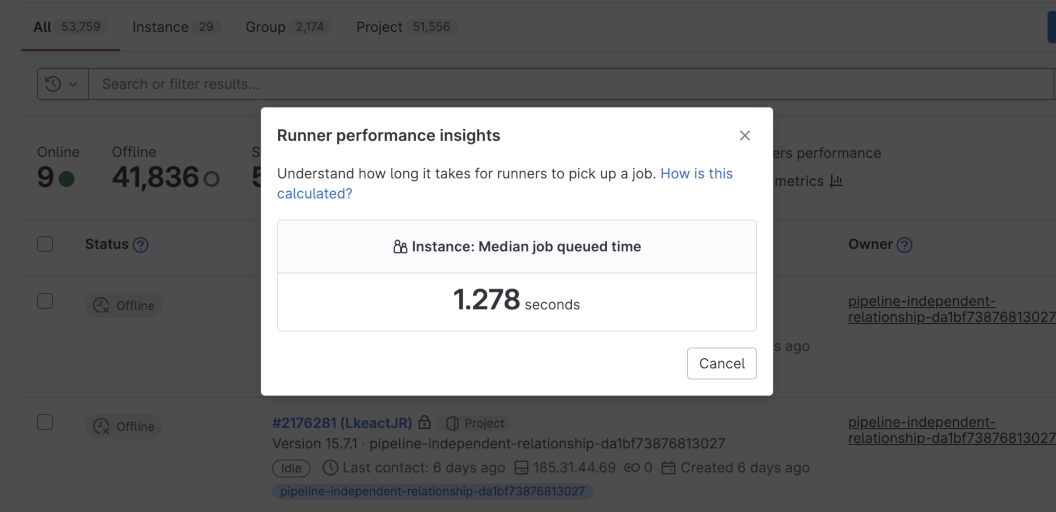 All 53,759 Instance 29 Group 2,174 Project 51,556
Search or filter results...
Online Offline
9 41,836
ers performance
metrics
Runner performance insights
Understand how long it takes for runners to pick up a job. How is this
calculated?
Instance: Median job queued time
1.278 seconds
Cancel
Status Owner
Offline
pipeline-independent-
relationship-da1bf73876813027
s ago
Offline
#2176281 (LkeactJR) Project
Version 15.7.1 · pipeline-independent-relationship-da1bf73876813027
Idle Last contact: 6 days ago 185.31.44.69 0 Created 6 days ago
pipeline-independent-relationship-da1bf73876813027
pipeline-independent-
relationship-da1bf73876813027